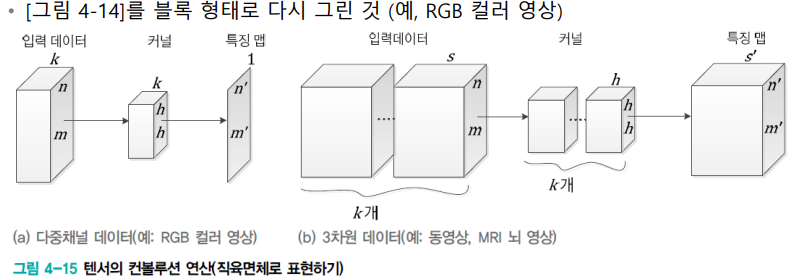 • [그림 4-14]를 블록 형태로 다시 그린 것 (예, RGB 컬러 영상)
입력 데이터 커널 특징 맵
k
n
m
k
h
h
1
n′
m′
입력데이터 커널 특징 맵
s
n
m
....
k개
h
h
h
....
k개
s′
n′
m′
(a) 다중채널 데이터(예: RGB 컬러 영상) (b) 3차원 데이터(예: 동영상, MRI 뇌 영상)
그림 4-15 텐서의 컨볼루션 연산(직육면체로 표현하기)